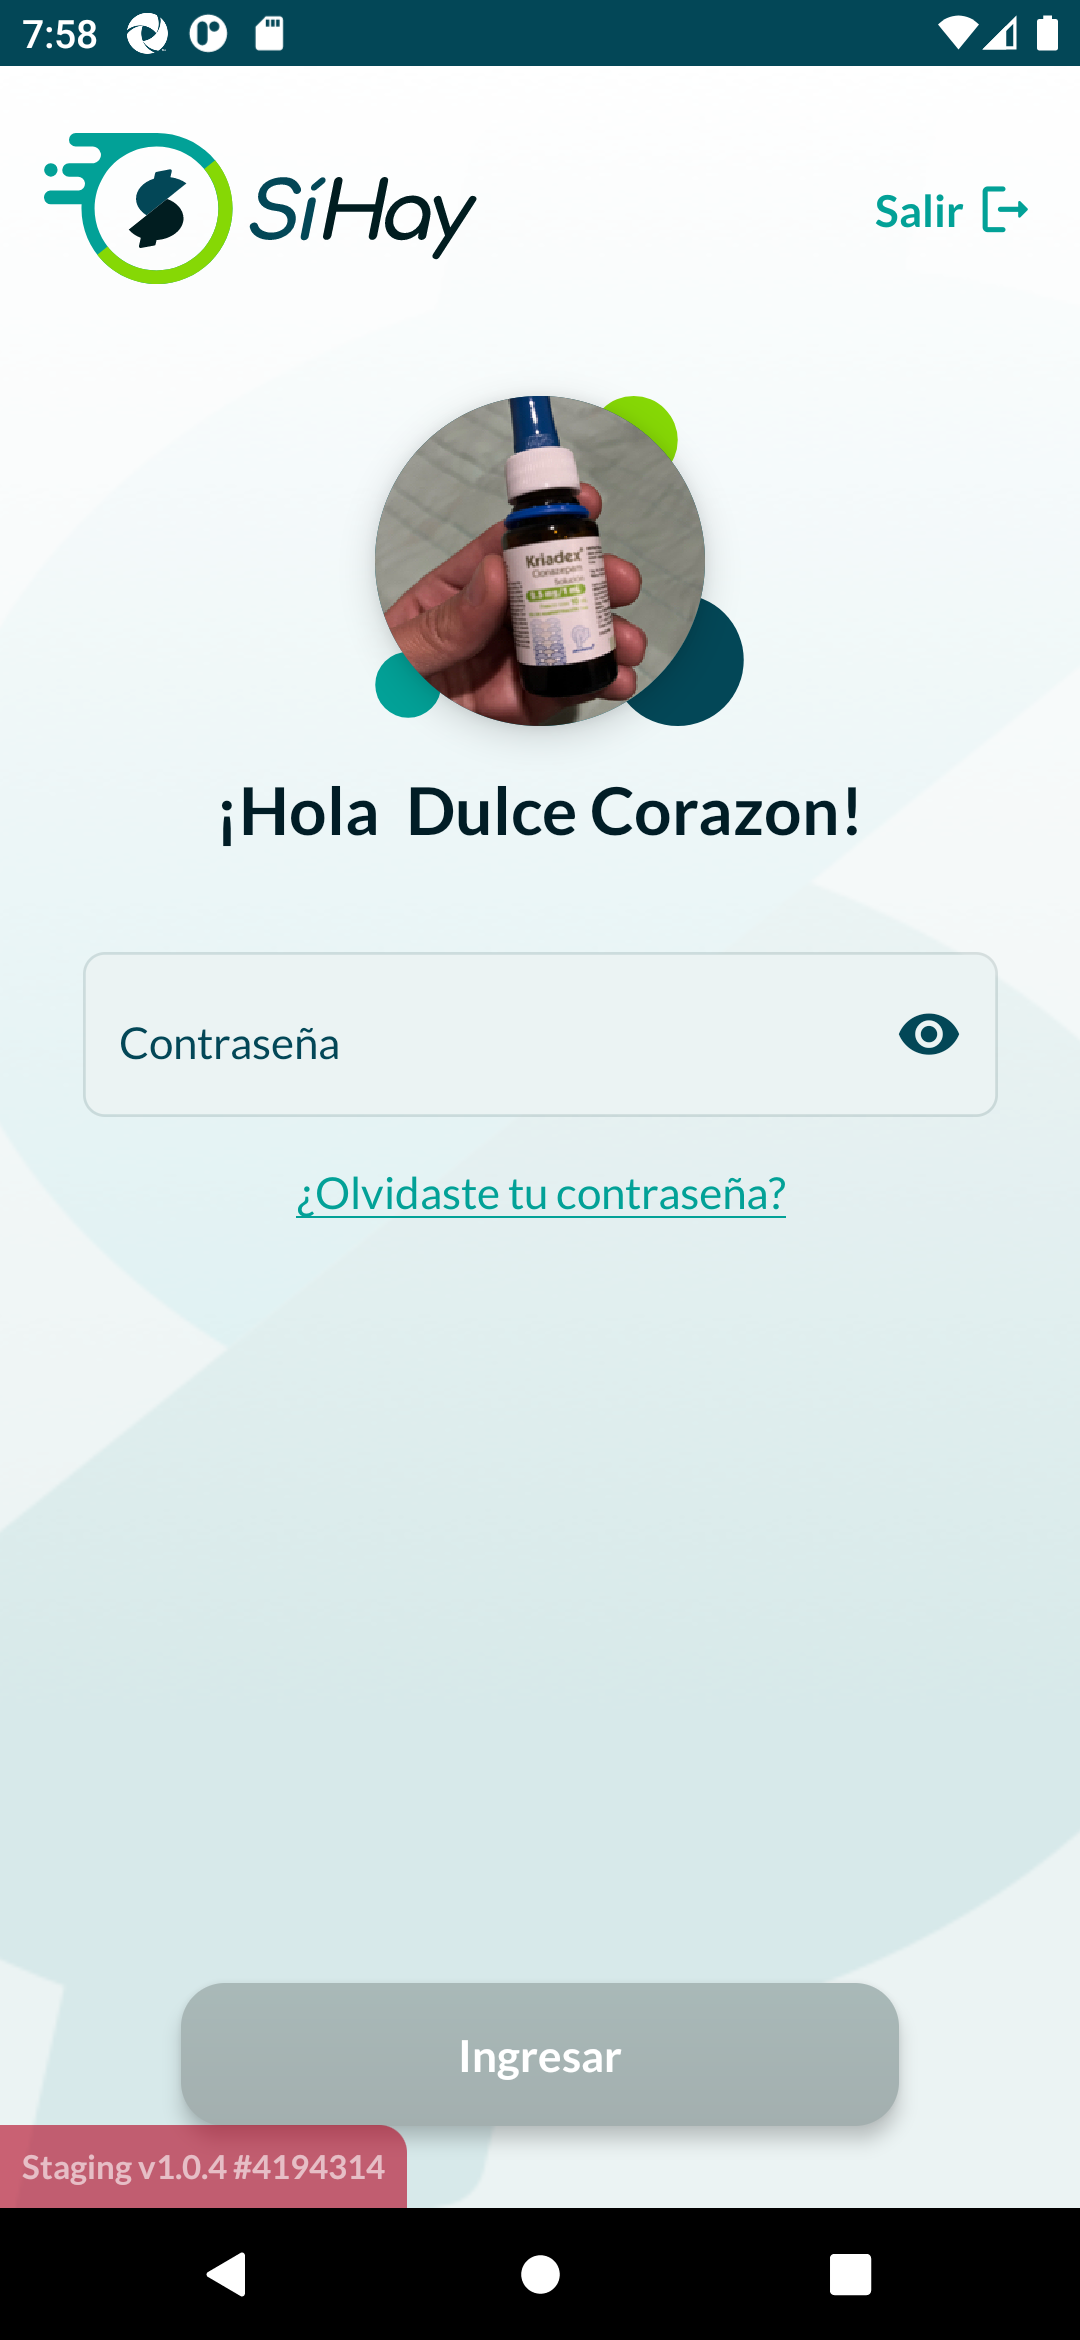 7:58
SíHay
Salir
Kriadex
Clonazepam
Solución
2.5 mg/1 mL
¡Hola  Dulce Corazon!
Contraseña
¿Olvidaste tu contraseña?
Ingresar
Staging v1.0.4 #4194314